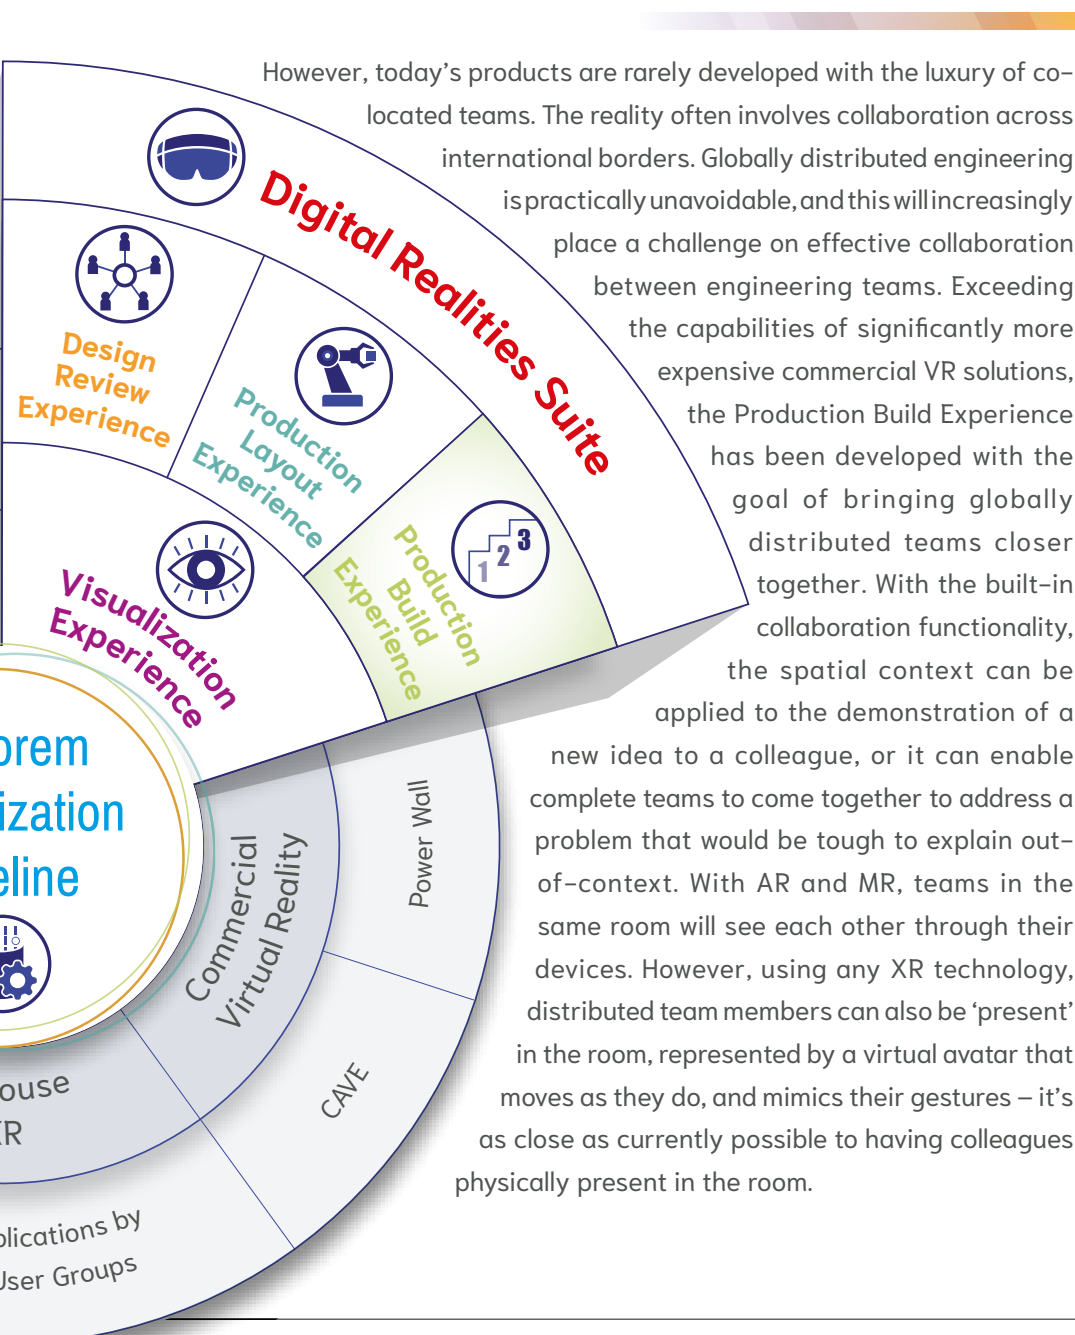 However, today’s products are rarely developed with the luxury of co-
located teams. The reality often involves collaboration across
international borders. Globally distributed engineering
is practically unavoidable, and this will increasingly
place a challenge on effective collaboration
between engineering teams. Exceeding
the capabilities of significantly more
expensive commercial VR solutions,
the Production Build Experience
has been developed with the
goal of bringing globally
distributed teams closer
together. With the built-in
collaboration functionality,
the spatial context can be
applied to the demonstration of a
new idea to a colleague, or it can enable
complete teams to come together to address a
problem that would be tough to explain out-
of-context. With AR and MR, teams in the
same room will see each other through their
devices. However, using any XR technology,
distributed team members can also be ‘present’
in the room, represented by a virtual avatar that
moves as they do, and mimics their gestures – it’s
as close as currently possible to having colleagues
physically present in the room.
Digital Realities Suite
Design
Review
Experience
Production
Layout
Experience
Production
Build
Experience
1
2
3
Visualization
Experience
orem
ization
eline
Commercial
Virtual Reality
Power Wall
CAVE
ouse
R
plications by
User Groups